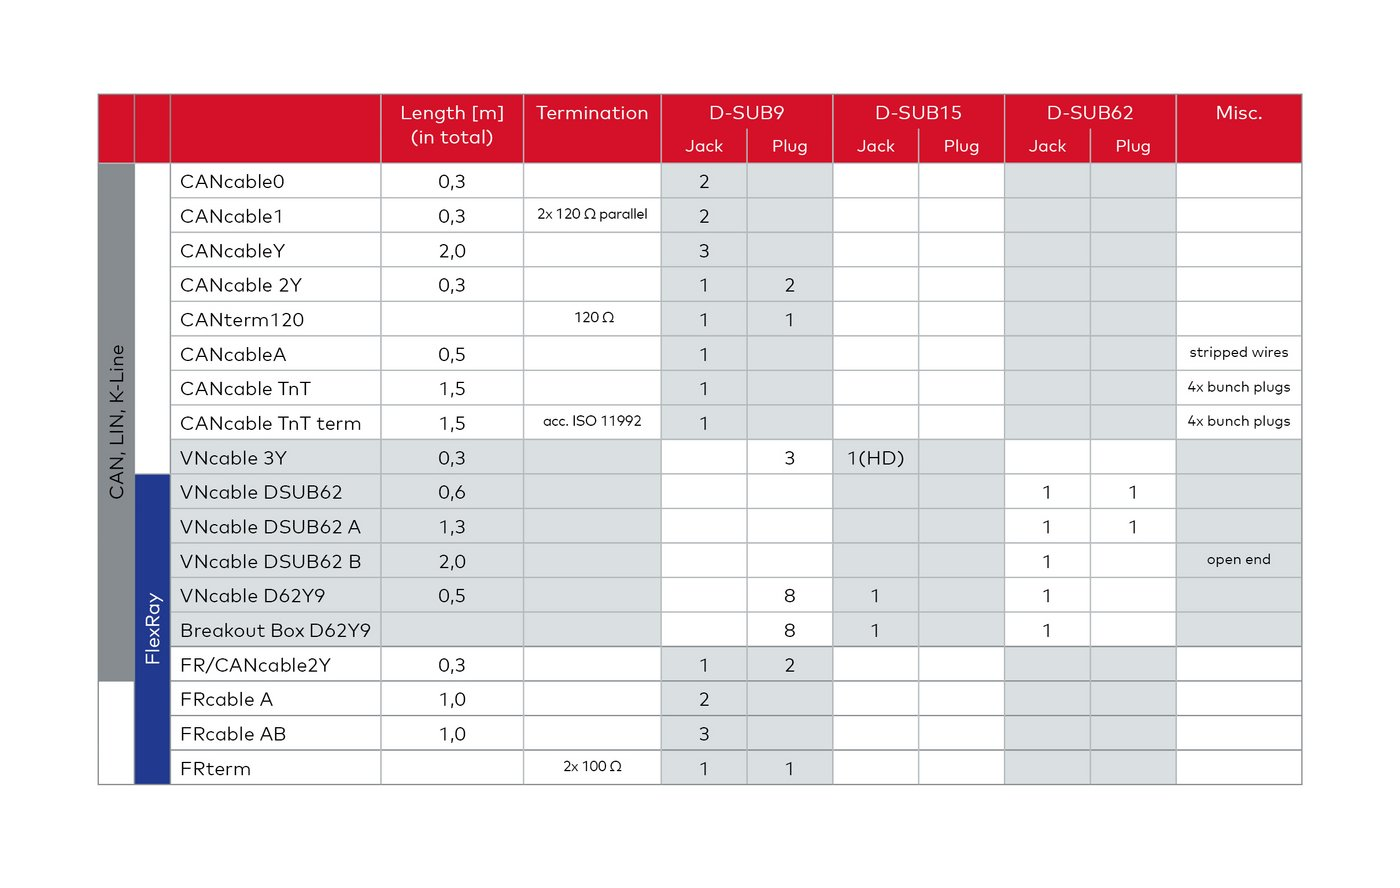 Length [m] Termination D-SUB9 D-SUB15 D-SUB62 Misc.
(in total)
Jack Plug Jack Plug Jack Plug
CANcable0 0,3 2
CANcable1 0,3 2x 120 Ω parallel 2
CANcableY 2,0 3
CANcable 2Y 0,3 1 2
CANterm120 120 Ω 1 1
CANcableA 0,5 1 stripped wires
CANcable TnT 1,5 1 4x bunch plugs
CANcable TnT term 1,5 acc. ISO 11992 1 4x bunch plugs
VNcable 3Y 0,3 3 1(HD)
VNcable DSUB62 0,6 1 1
VNcable DSUB62 A 1,3 1 1
VNcable DSUB62 B 2,0 1 open end
VNcable D62Y9 0,5 8 1 1
Breakout Box D62Y9 8 1 1
FR/CANcable2Y 0,3 1 2
FRcable A 1,0 2
FRcable AB 1,0 3
FRterm 2x 100 Ω 1 1
CAN, LIN, K-Line
FlexRay